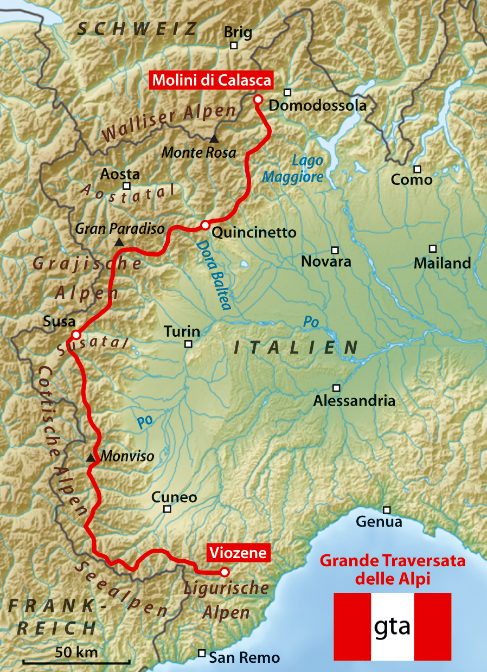 SCHWEIZ
Brig
Molini di Calasca
Domodossola
Walliser Alpen
Monte Rosa
Lago
Maggiore
Como
Aosta
Aostatal
Gran Paradiso
Quincinetto
Dora Baltea
Novara
Mailand
Grajische
Alpen
Susa
Susatal
Turin
Po
ITALIEN
Alessandria
Cottische Alpen
Po
Monviso
Cuneo
Genua
Viozene
Grande Traversata
delle Alpi
gta
Seealpen
Ligurische
Alpen
FRANK-
REICH
50 km
San Remo